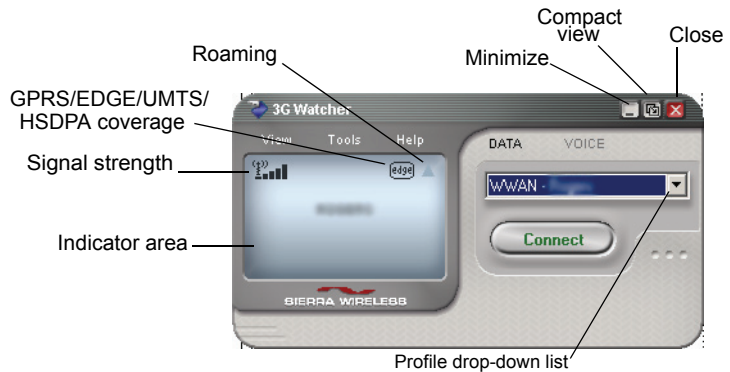 Compact
view
Close
Roaming
Minimize
GPRS/EDGE/UMTS/
HSDPA coverage
3G Watcher
View Tools Help
DATA VOICE
Signal strength
edge
WWAN -
Indicator area
Connect
SIERRA WIRELESS
Profile drop-down list